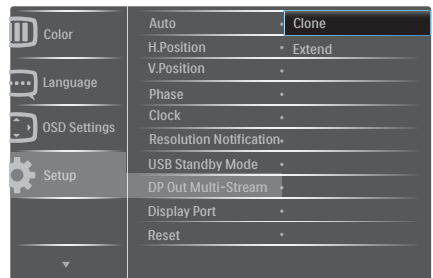 Color
Language
OSD Settings
Setup
Auto
H.Position
V.Position
Phase
Clock
Resolution Notification
USB Standby Mode
DP Out Multi-Stream
Display Port
Reset
Clone
Extend